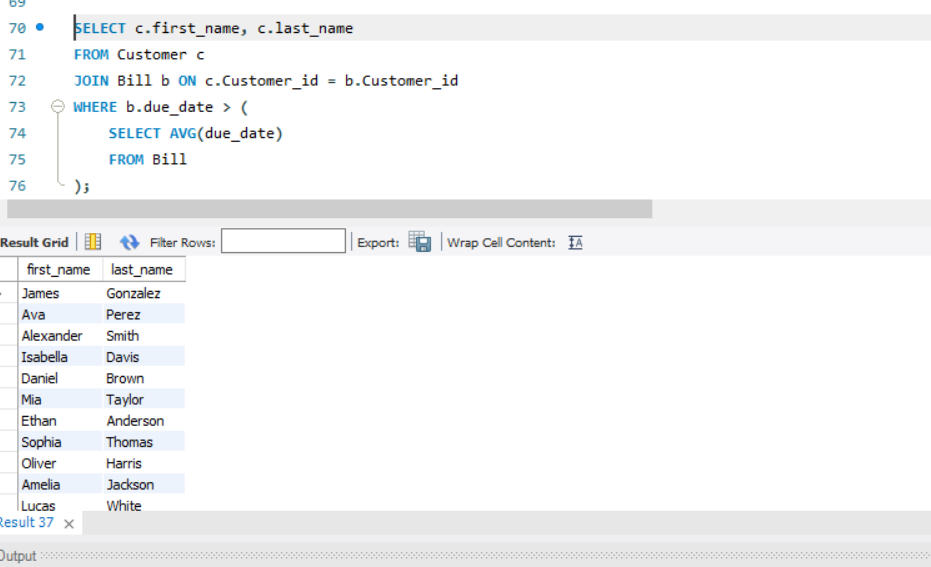 69
70 SELECT c.first_name, c.last_name
71 FROM Customer c
72 JOIN Bill b ON c.Customer_id = b.Customer_id
73 WHERE b.due_date > (
74 SELECT AVG(due_date)
75 FROM Bill
76 );
Result Grid Filter Rows: Export: Wrap Cell Content: IA
first_name last_name
James Gonzalez
Ava Perez
Alexander Smith
Isabella Davis
Daniel Brown
Mia Taylor
Ethan Anderson
Sophia Thomas
Oliver Harris
Amelia Jackson
Lucas White
Result 37 ×
Output